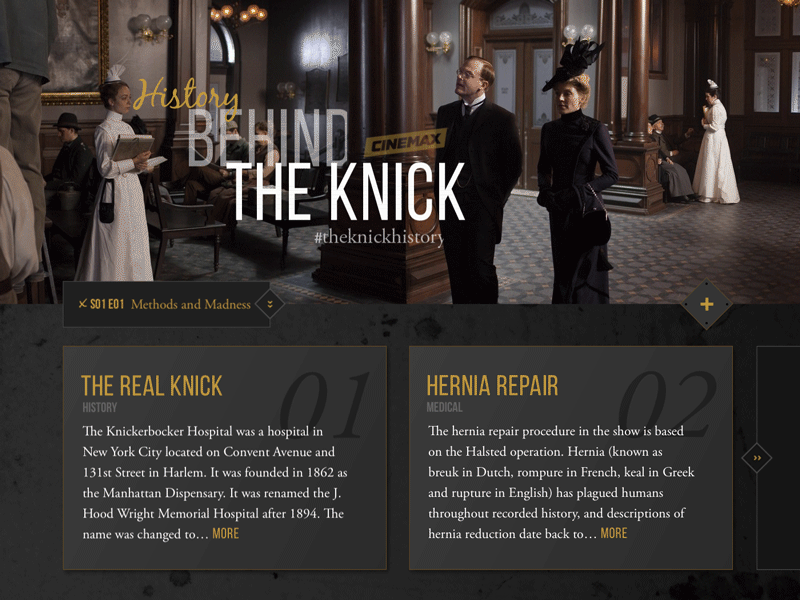 History
BEHIND
CINEMAX
THE KNICK
#theknickhistory
S01 E01 Methods and Madness
01
THE REAL KNICK
HISTORY
The Knickerbocker Hospital was a hospital in
New York City located on Convent Avenue and
131st Street in Harlem. It was founded in 1862 as
the Manhattan Dispensary. It was renamed the J.
Hood Wright Memorial Hospital after 1894. The
name was changed to… MORE
02
HERNIA REPAIR
MEDICAL
The hernia repair procedure in the show is based
on the Halsted operation. Hernia (known as
breuk in Dutch, rompure in French, keal in Greek
and rupture in English) has plagued humans
throughout recorded history, and descriptions of
hernia reduction date back to… MORE